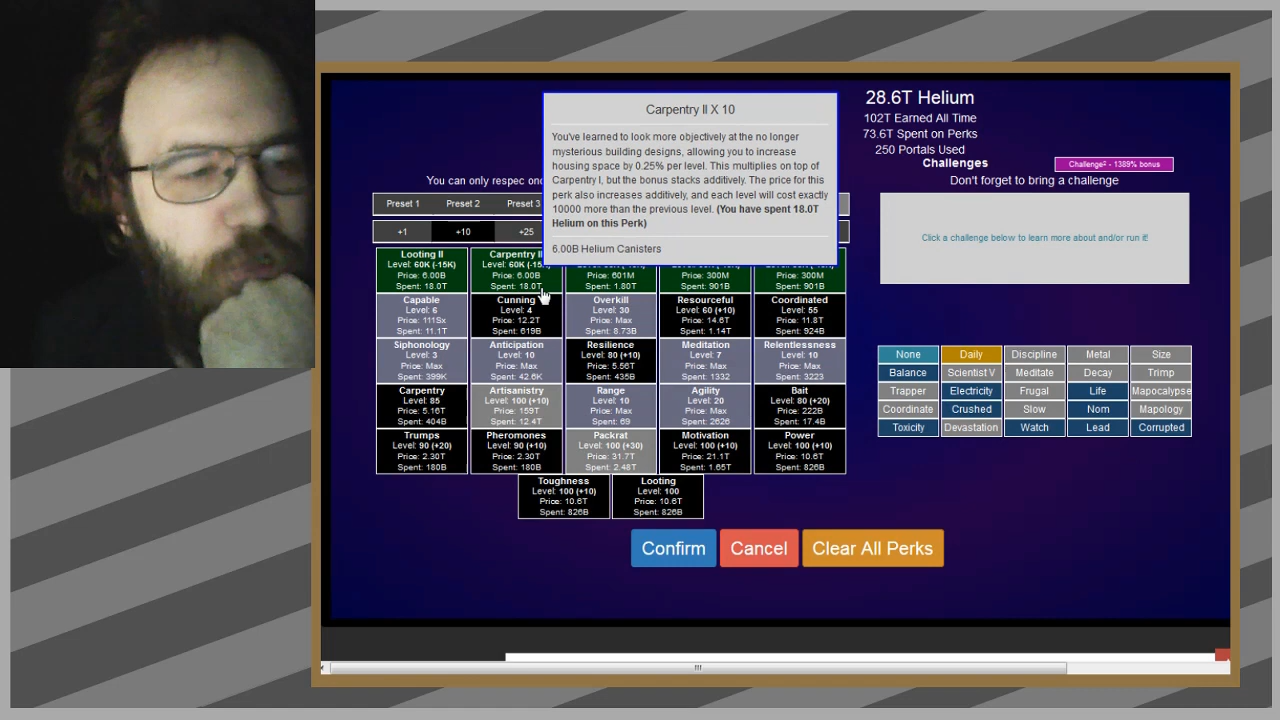 28.6T Helium
102T Earned All Time
73.6T Spent on Perks
250 Portals Used
Challenges
Challenge² - 1389% bonus
Don't forget to bring a challenge
Click a challenge below to learn more about and/or run it!
Carpentry II X 10
You've learned to look more objectively at the no longer
mysterious building designs, allowing you to increase
housing space by 0.25% per level. This multiplies on top of
Carpentry I, but the bonus stacks additively. The price for this
perk also increases additively, and each level will cost exactly
10000 more than the previous level. (You have spent 18.0T
Helium on this Perk)
6.00B Helium Canisters
You can only respec
Preset 1 Preset 2 Preset 3
+1 +10 +25
Looting II
Level: 60K (-15K)
Price: 6.00B
Spent: 18.0T
Carpentry II
Price: 6.00B
Spent: 18.0T
Price: 601M
Spent: 1.80T
Price: 300M
Spent: 901B
Price: 300M
Spent: 901B
Capable
Level: 6
Price: 111Sx
Spent: 11.1T
Cunning
Level: 4
Price: 12.2T
Spent: 619B
Overkill
Level: 30
Price: Max
Spent: 8.73B
Resourceful
Level: 60 (+10)
Price: 14.6T
Spent: 1.14T
Coordinated
Level: 55
Price: 11.8T
Spent: 924B
Siphonology
Level: 3
Price: Max
Spent: 399K
Anticipation
Level: 10
Price: Max
Spent: 42.6K
Resilience
Level: 80 (+10)
Price: 5.56T
Spent: 435B
Meditation
Level: 7
Price: Max
Spent: 1332
Relentlessness
Level: 10
Price: Max
Spent: 3223
Carpentry
Level: 85
Price: 5.16T
Spent: 404B
Artisanistry
Level: 100 (+10)
Price: 159T
Spent: 12.4T
Range
Level: 10
Price: Max
Spent: 69
Agility
Level: 20
Price: Max
Spent: 2626
Bait
Level: 80 (+20)
Price: 222B
Spent: 17.4B
Trumps
Level: 90 (+20)
Price: 2.30T
Spent: 180B
Pheromones
Level: 90 (+10)
Price: 2.30T
Spent: 180B
Packrat
Level: 100 (+30)
Price: 31.7T
Spent: 2.48T
Motivation
Level: 100 (+10)
Price: 21.1T
Spent: 1.65T
Power
Level: 100 (+10)
Price: 10.6T
Spent: 826B
Toughness
Level: 100 (+10)
Price: 10.6T
Spent: 826B
Looting
Level: 100
Price: 10.6T
Spent: 826B
None Daily Discipline Metal Size
Balance Scientist V Meditate Decay Trimp
Trapper Electricity Frugal Life Mapocalypse
Coordinate Crushed Slow Nom Mapology
Toxicity Devastation Watch Lead Corrupted
Confirm Cancel Clear All Perks